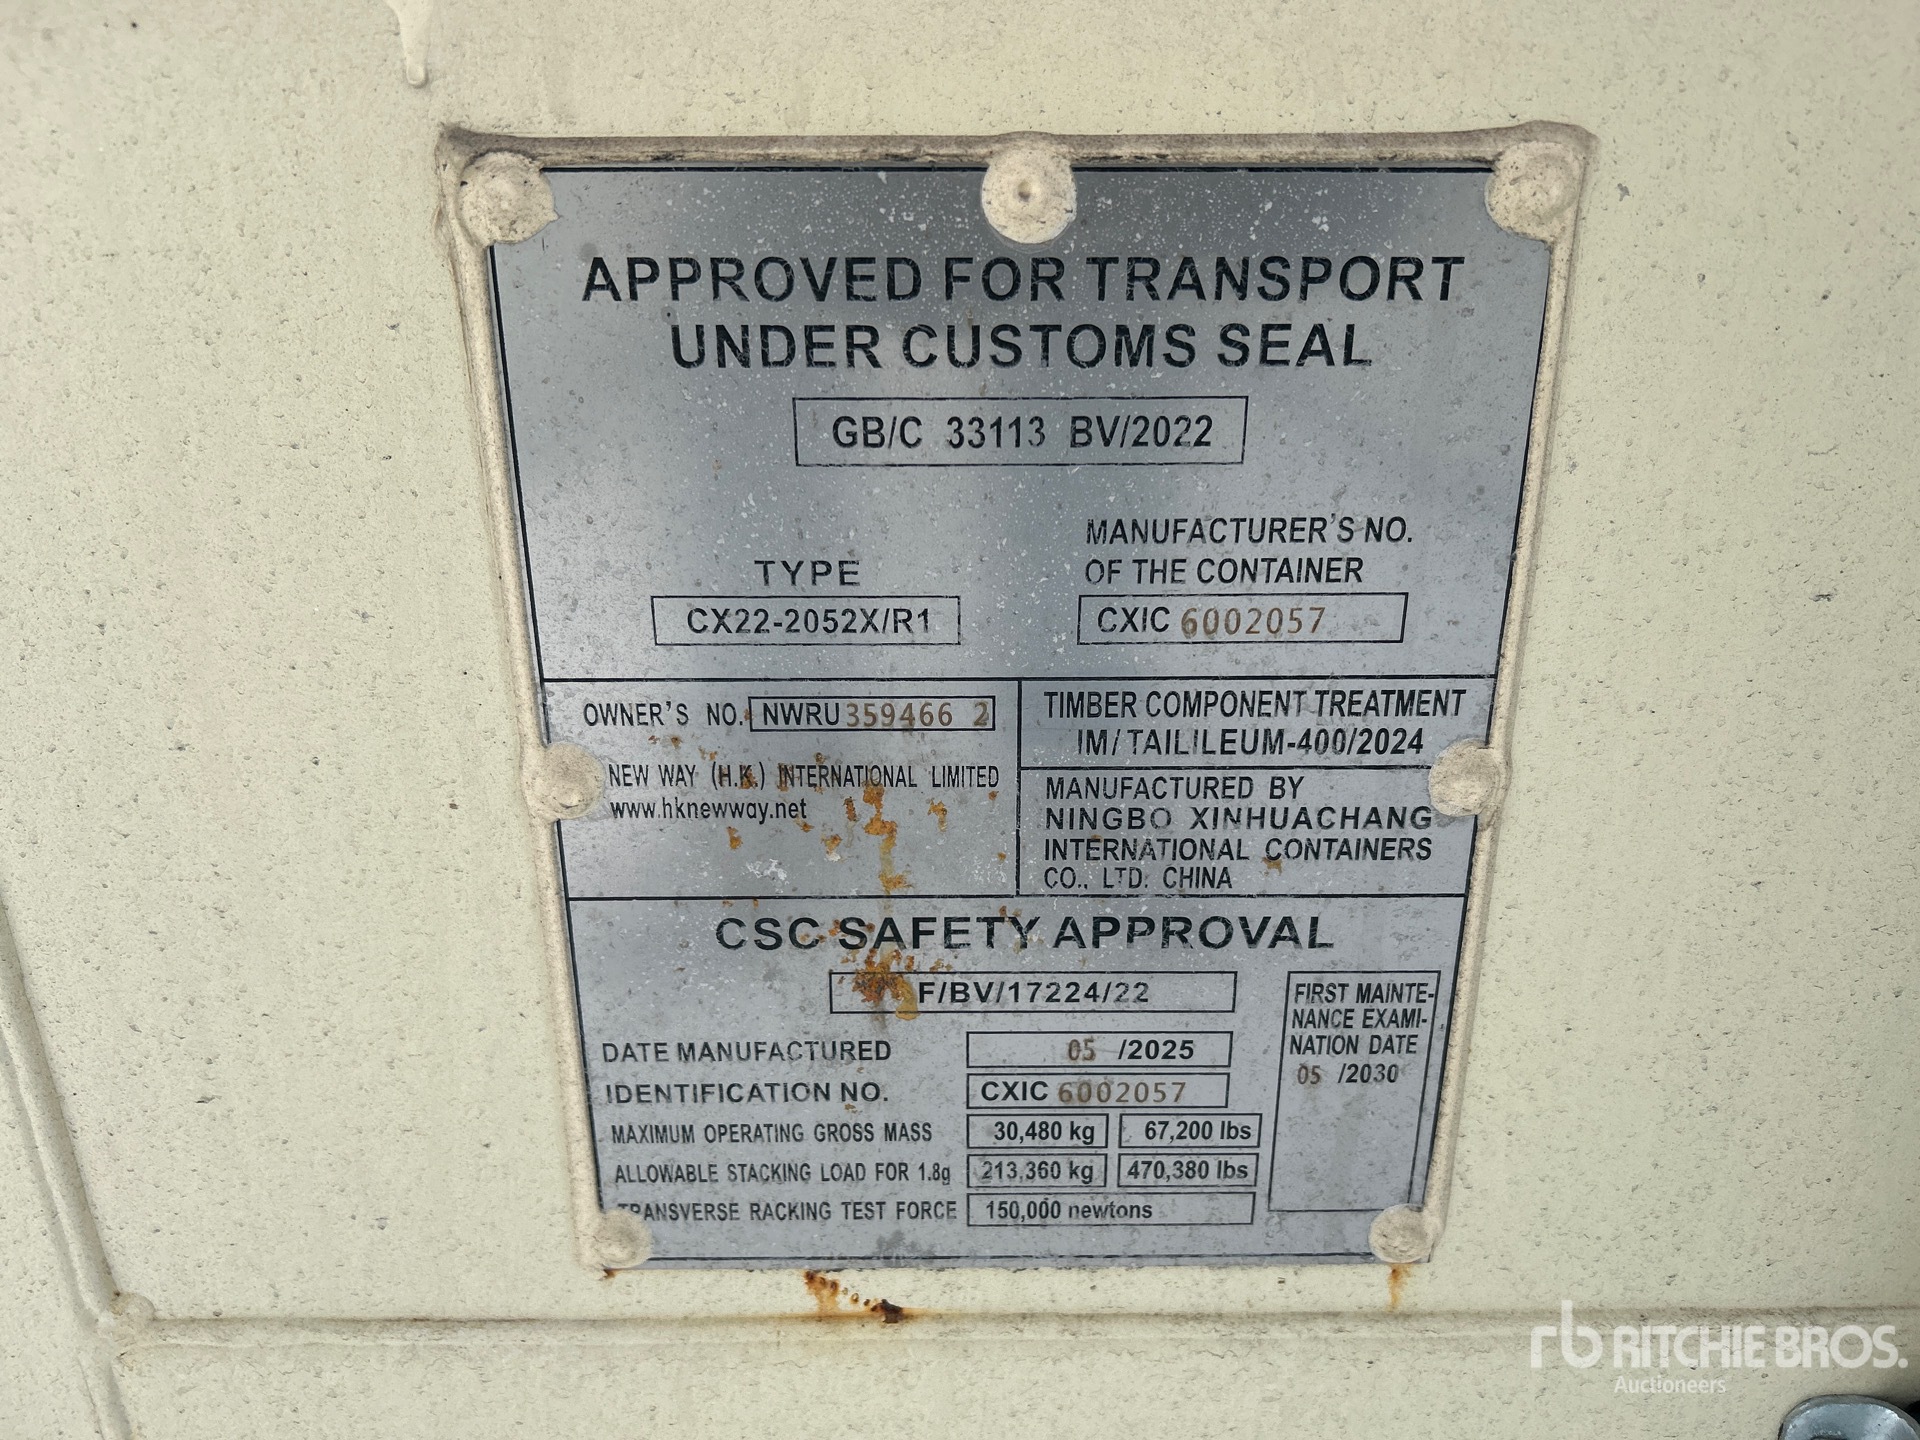 APPROVED FOR TRANSPORT
UNDER CUSTOMS SEAL
GB/C 33113 BV/2022
TYPE
CX22-2052X/R1
MANUFACTURER'S NO.
OF THE CONTAINER
CXIC 6002057
OWNER'S NO. NWRU 359466 2
NEW WAY (H.K.) INTERNATIONAL LIMITED
www.hknewway.net
TIMBER COMPONENT TREATMENT
IM/TAILILEUM-400/2024
MANUFACTURED BY
NINGBO XINHUACHANG
INTERNATIONAL CONTAINERS
CO., LTD. CHINA
CSC SAFETY APPROVAL
F/BV/17224/22
DATE MANUFACTURED 05 /2025
IDENTIFICATION NO. CXIC 6002057
MAXIMUM OPERATING GROSS MASS 30,480 kg 67,200 lbs
ALLOWABLE STACKING LOAD FOR 1.8g 213,360 kg 470,380 lbs
TRANSVERSE RACKING TEST FORCE 150,000 newtons
FIRST MAINTE-
NANCE EXAMI-
NATION DATE
05 /2030
rb RITCHIE BROS.
Auctioneers